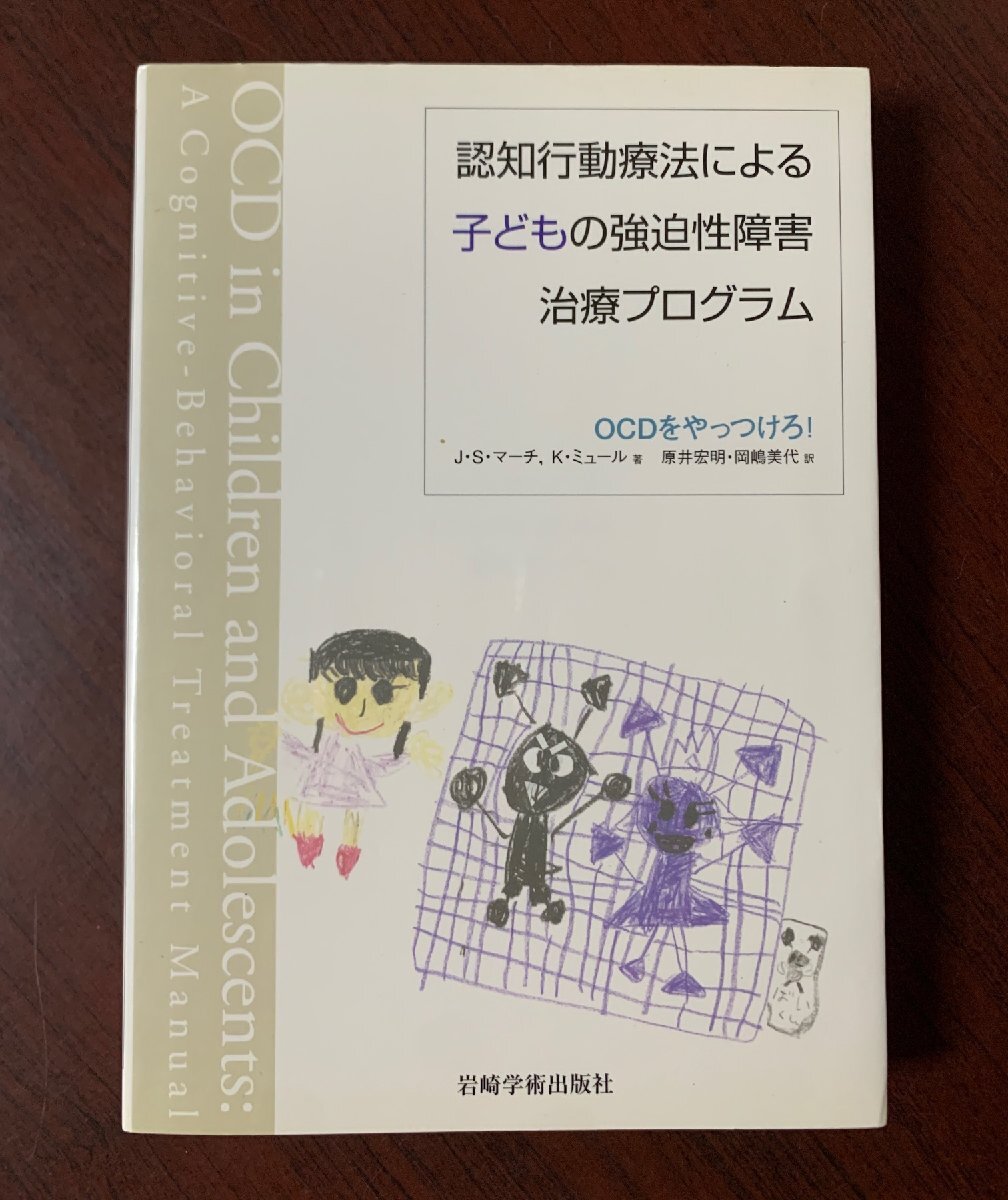 認知行動療法による
子どもの強迫性障害
治療プログラム
OCDをやっつけろ!
J・S・マーチ, K・ミュール 著 原井宏明・岡嶋美代 訳
OCD in Children and Adolescents:
A Cognitive-Behavioral Treatment Manual
岩崎学術出版社